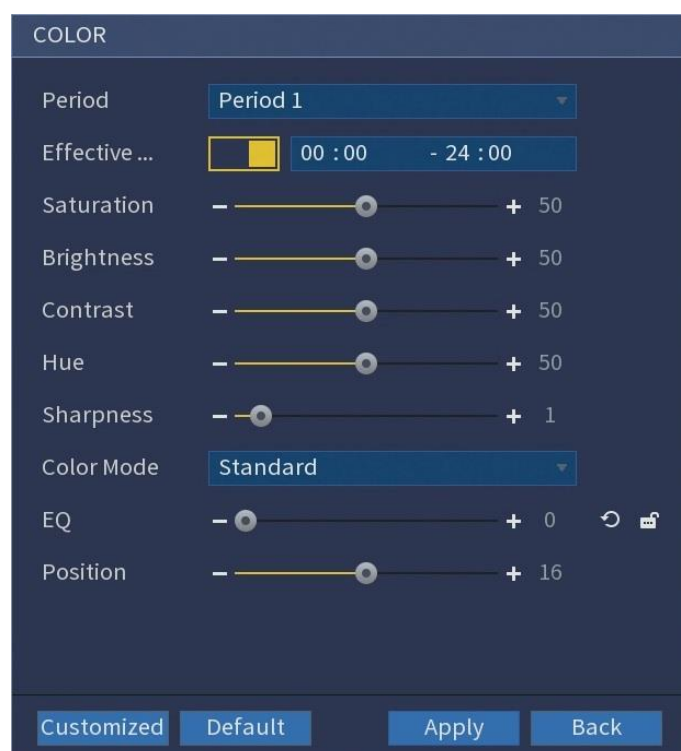 COLOR
Period Period 1
Effective ... 00 : 00 - 24 : 00
Saturation - + 50
Brightness - + 50
Contrast - + 50
Hue - + 50
Sharpness - + 1
Color Mode Standard
EQ - + 0
Position - + 16
Customized Default Apply Back